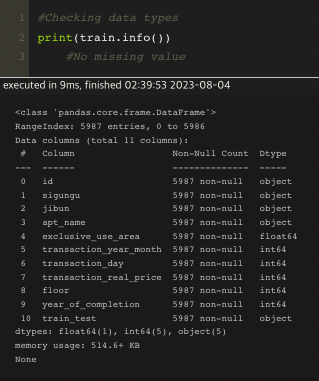 1 #Checking data types
2 print(train.info())
3 #No missing value
executed in 9ms, finished 02:39:53 2023-08-04
<class 'pandas.core.frame.DataFrame'>
RangeIndex: 5987 entries, 0 to 5986
Data columns (total 11 columns):
# Column Non-Null Count Dtype
--- ------ -------------- -----
0 id 5987 non-null object
1 sigungu 5987 non-null object
2 jibun 5987 non-null object
3 apt_name 5987 non-null object
4 exclusive_use_area 5987 non-null float64
5 transaction_year_month 5987 non-null int64
6 transaction_day 5987 non-null int64
7 transaction_real_price 5987 non-null int64
8 floor 5987 non-null int64
9 year_of_completion 5987 non-null int64
10 train_test 5987 non-null object
dtypes: float64(1), int64(5), object(5)
memory usage: 514.6+ KB
None